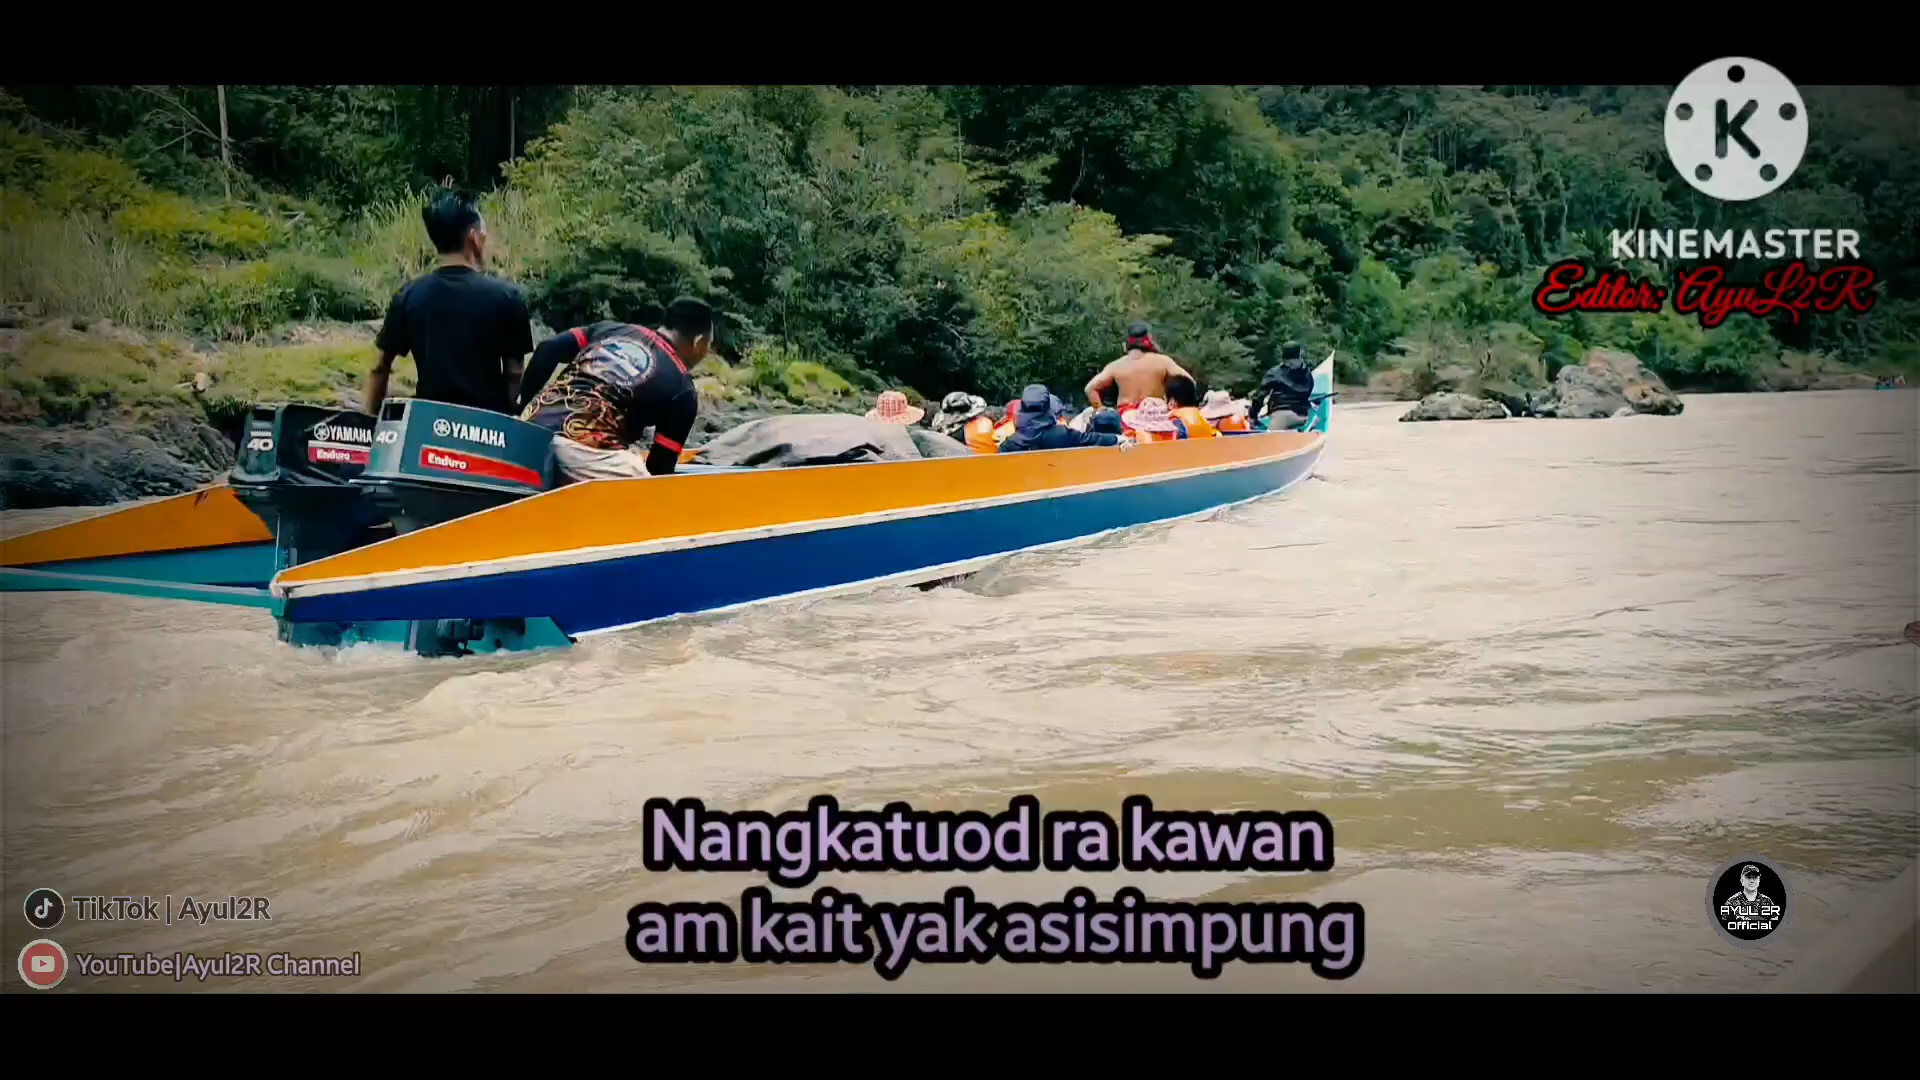 K
KINEMASTER
Editor: AyuL2R
YAMAHA
40
Enduro
40
YAMAHA
Enduro
Nangkatuod ra kawan
am kait yak asisimpung
TikTok | Ayul2R
YouTube|Ayul2R Channel
AYUL 2R
Official